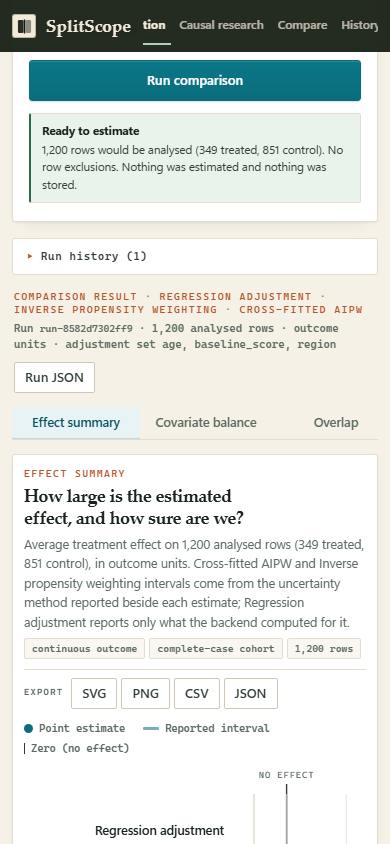 SplitScope
tion Causal research Compare History
Run comparison
Ready to estimate
1,200 rows would be analysed (349 treated, 851 control). No
row exclusions. Nothing was estimated and nothing was
stored.
▸ Run history (1)
COMPARISON RESULT · REGRESSION ADJUSTMENT ·
INVERSE PROPENSITY WEIGHTING · CROSS-FITTED AIPW
Run run-8582d7302ff9 · 1,200 analysed rows · outcome
units · adjustment set age, baseline_score, region
Run JSON
Effect summary Covariate balance Overlap
EFFECT SUMMARY
How large is the estimated
effect, and how sure are we?
Average treatment effect on 1,200 analysed rows (349 treated,
851 control), in outcome units. Cross-fitted AIPW and Inverse
propensity weighting intervals come from the uncertainty
method reported beside each estimate; Regression
adjustment reports only what the backend computed for it.
continuous outcome complete-case cohort 1,200 rows
EXPORT SVG PNG CSV JSON
Point estimate Reported interval
Zero (no effect)
NO EFFECT
Regression adjustment